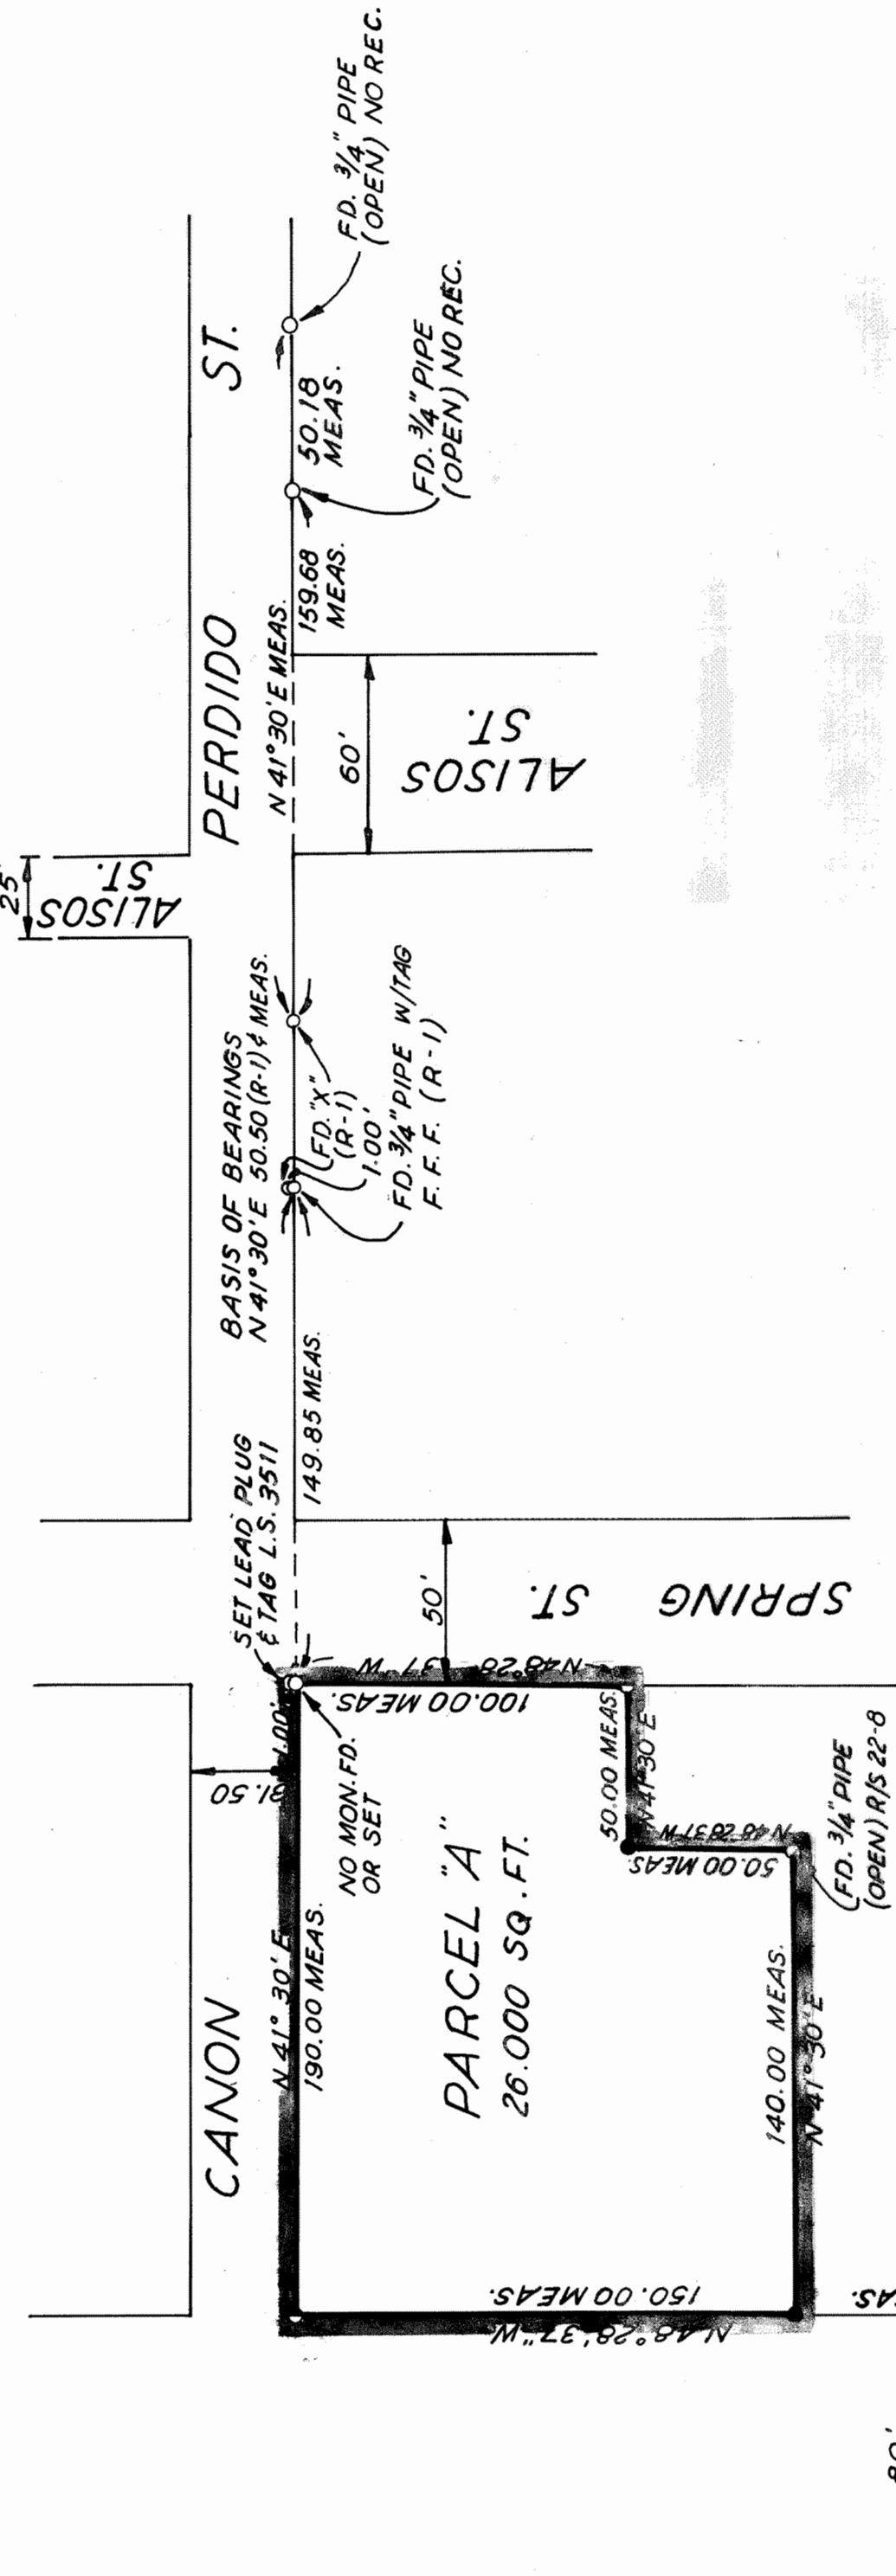 FD. 3/4" PIPE
(OPEN) NO REC.
ST.
50.18
MEAS.
FD. 3/4" PIPE
(OPEN) NO REC.
159.68
MEAS.
N 41°30'E MEAS.
PERDIDO
60'
ALISOS
ST.
25'
ALISOS
ST.
BASIS OF BEARINGS
N 41°30'E 50.50 (R-1) & MEAS.
FD. "X"
(R-1)
1.00'
FD. 3/4" PIPE W/TAG
F. F. F. (R-1)
149.85 MEAS.
SET LEAD PLUG
& TAG L.S. 3511
50'
SPRING ST.
N48°28'37"W
100.00 MEAS.
1.00'
31.50
NO MON. FD.
OR SET
50.00 MEAS.
N 41°30'E
N 48°28'37"W
50.00 MEAS.
FD. 3/4" PIPE
(OPEN) R/S 22-8
CANON
N 41° 30' E
190.00 MEAS.
PARCEL "A"
26.000 SQ. FT.
140.00 MEAS.
N 41° 30' E
150.00 MEAS.
N 48° 28' 37" W